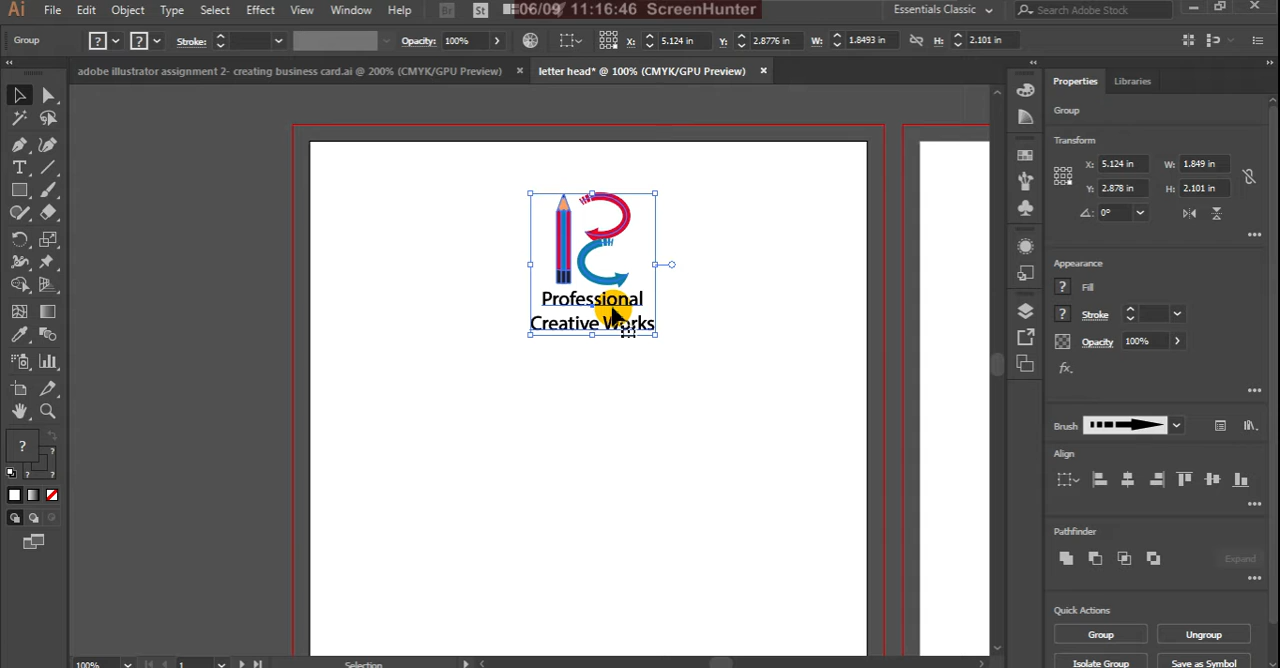 Ai File Edit Object Type Select Effect View Window Help Br St 06/09 11:16:46 ScreenHunter Essentials Classic Search Adobe Stock
Group ? ? Stroke: Opacity: 100% X: 5.124 in Y: 2.8776 in W: 1.8493 in H: 2.101 in
adobe illustrator assignment 2- creating business card.ai @ 200% (CMYK/GPU Preview) × letter head* @ 100% (CMYK/GPU Preview) ×
Properties Libraries
Group
Transform
X: 5.124 in W: 1.849 in
Y: 2.878 in H: 2.101 in
0°
Appearance
? Fill
? Stroke
Opacity 100%
fx.
Brush
Align
Pathfinder
Expand
Quick Actions
Group Ungroup
Isolate Group Save as Symbol
Professional
Creative Works
?
?
?
100% 1 Selection